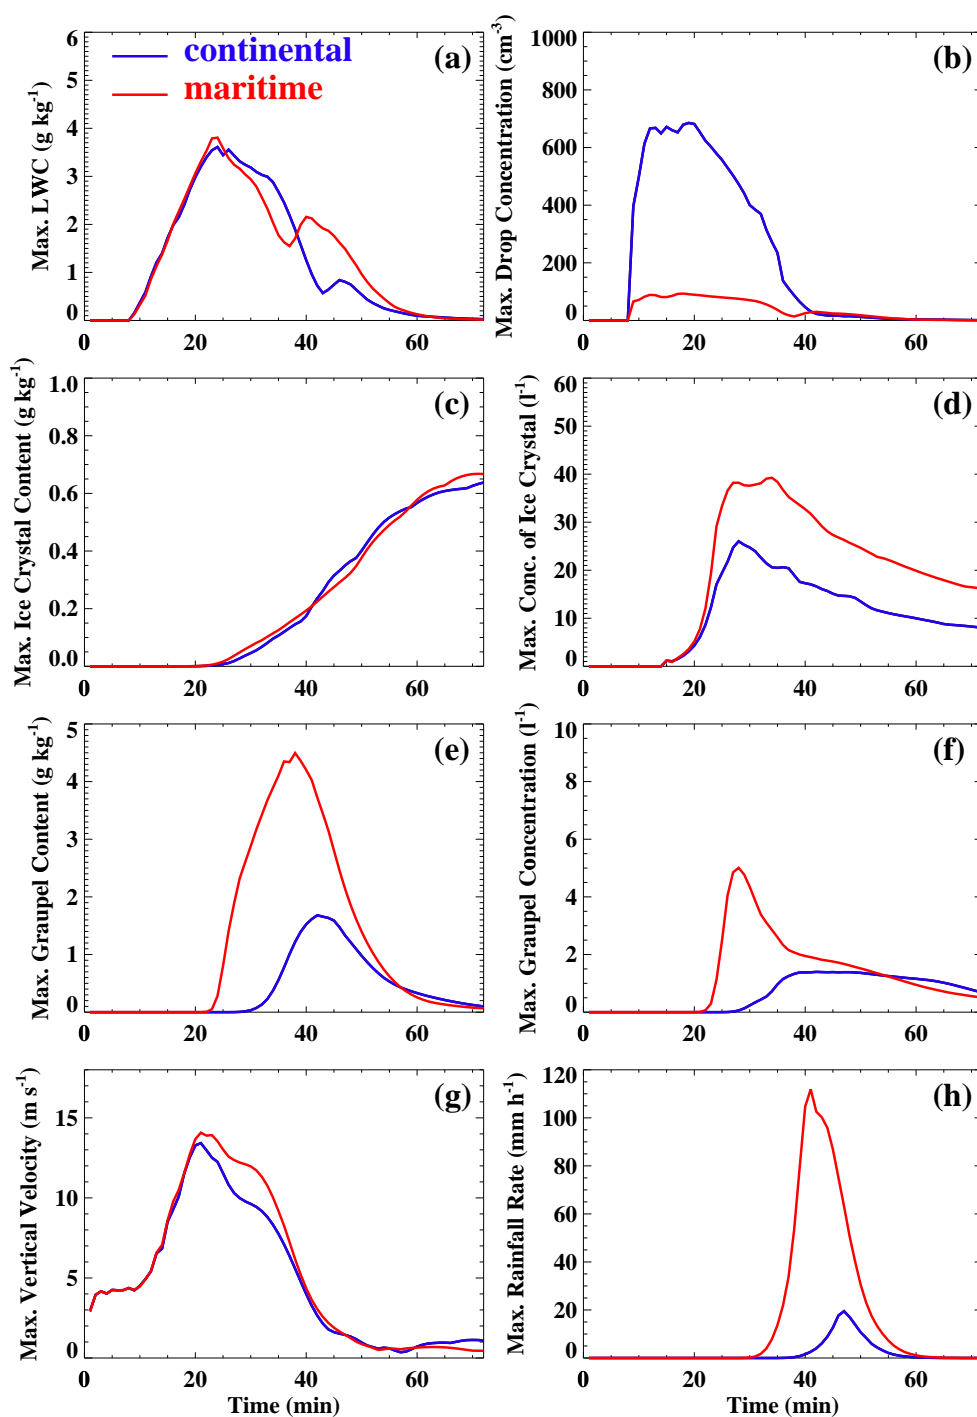 continental
maritime
(a)
Max. LWC (g kg-1)
0 1 2 3 4 5 6
0 20 40 60
(b)
Max. Drop Concentration (cm-3)
0 200 400 600 800 1000
0 20 40 60
(c)
Max. Ice Crystal Content (g kg-1)
0.0 0.2 0.4 0.6 0.8 1.0
0 20 40 60
(d)
Max. Conc. of Ice Crystal (l-1)
0 10 20 30 40 50 60
0 20 40 60
(e)
Max. Graupel Content (g kg-1)
0 1 2 3 4 5
0 20 40 60
(f)
Max. Graupel Concentration (l-1)
0 2 4 6 8 10
0 20 40 60
(g)
Max. Vertical Velocity (m s-1)
0 5 10 15
0 20 40 60
Time (min)
(h)
Max. Rainfall Rate (mm h-1)
0 20 40 60 80 100 120
0 20 40 60
Time (min)